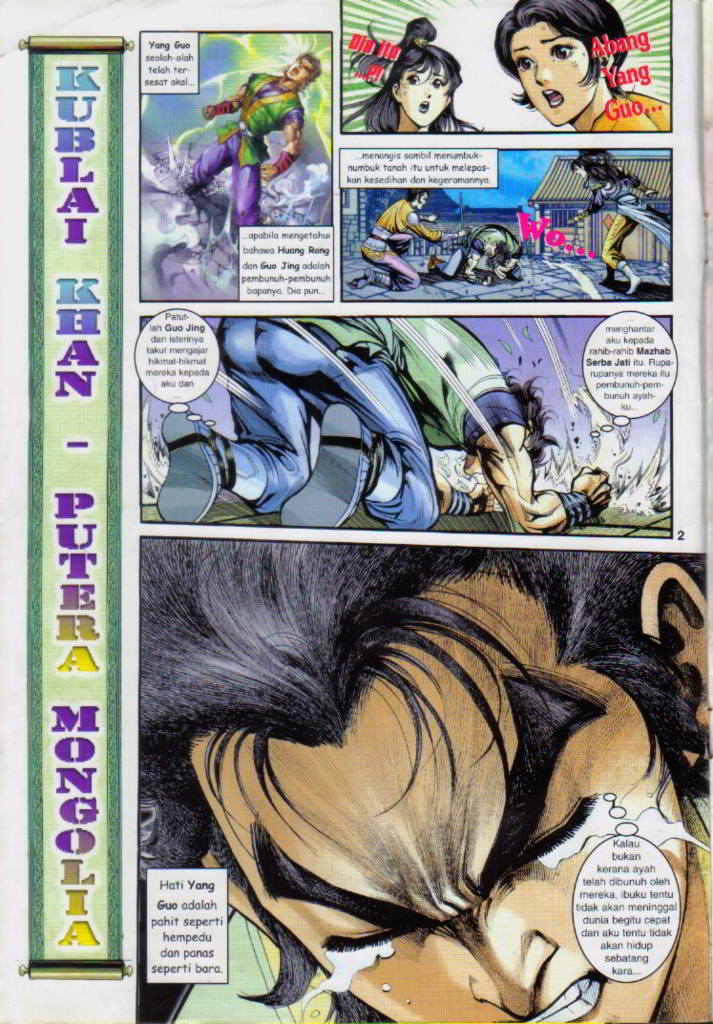 KUBLAI KHAN - PUTERA MONGOLIA
Yang Guo
seolah-olah
telah ter-
sesat akal...
...apabila mengetahui
bahawa Huang Rong
dan Guo Jing adalah
pembunuh-pembunuh
bapanya. Dia pun...
Dia itu
...?!
Abang
Yang
Guo...
...menangis sambil menumbuk-
numbuk tanah itu untuk melepas-
kan kesedihan dan kegeramannya.
Wo...
Patut-
lah Guo Jing
dan isterinya
takut mengajar
hikmat-hikmat
mereka kepada
aku dan
menghantar
aku kepada
rahib-rahib Mazhab
Serba Jati itu. Rupa-
rupanya mereka itu
pembunuh-pem-
bunuh ayah-
ku...
2
Hati Yang
Guo adalah
pahit seperti
hempedu
dan panas
seperti bara.
Kalau
bukan
kerana ayah
telah dibunuh oleh
mereka, ibuku tentu
tidak akan meninggal
dunia begitu cepat
dan aku tentu tidak
akan hidup
sebatang
kara...